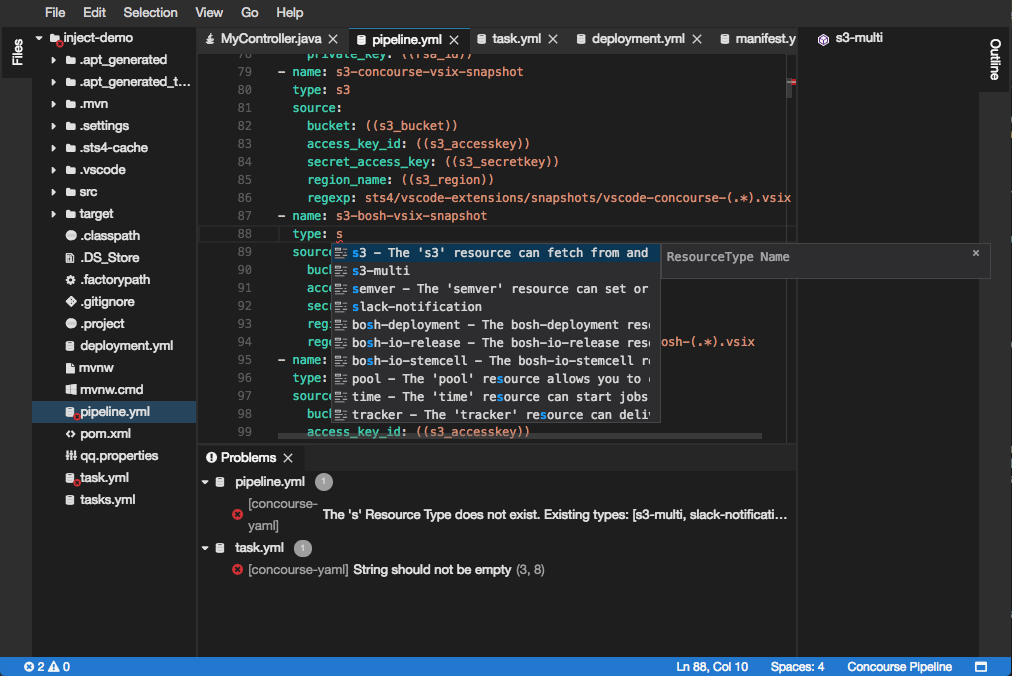 File Edit Selection View Go Help
Files
inject-demo
.apt_generated
.apt_generated_t...
.mvn
.settings
.sts4-cache
.vscode
src
target
.classpath
.DS_Store
.factorypath
.gitignore
.project
deployment.yml
mvnw
mvnw.cmd
pipeline.yml
pom.xml
qq.properties
task.yml
tasks.yml
MyController.java pipeline.yml task.yml deployment.yml manifest.y
78 private_key: ((rsa_id))
79 - name: s3-concourse-vsix-snapshot
80 type: s3
81 source:
82 bucket: ((s3_bucket))
83 access_key_id: ((s3_accesskey))
84 secret_access_key: ((s3_secretkey))
85 region_name: ((s3_region))
86 regexp: sts4/vscode-extensions/snapshots/vscode-concourse-(.*).vsix
87 - name: s3-bosh-vsix-snapshot
88 type: s
89 source
90 buc
91 acc
92 sec
93 reg
94 reg osh-(.*).vsix
95 - name:
96 type:
97 source
98 buc
99 access_key_id: ((s3_accesskey))
s3 – The 's3' resource can fetch from and
s3-multi
semver – The 'semver' resource can set or
slack-notification
bosh-deployment – The bosh-deployment res
bosh-io-release – The bosh-io-release res
bosh-io-stemcell – The bosh-io-stemcell r
pool – The 'pool' resource allows you to
time – The 'time' resource can start jobs
tracker – The 'tracker' resource can deli
ResourceType Name
Problems
pipeline.yml 1
[concourse-yaml] The 's' Resource Type does not exist. Existing types: [s3-multi, slack-notificati...
task.yml 1
[concourse-yaml] String should not be empty (3, 8)
s3-multi
Outline
2 0 Ln 88, Col 10 Spaces: 4 Concourse Pipeline